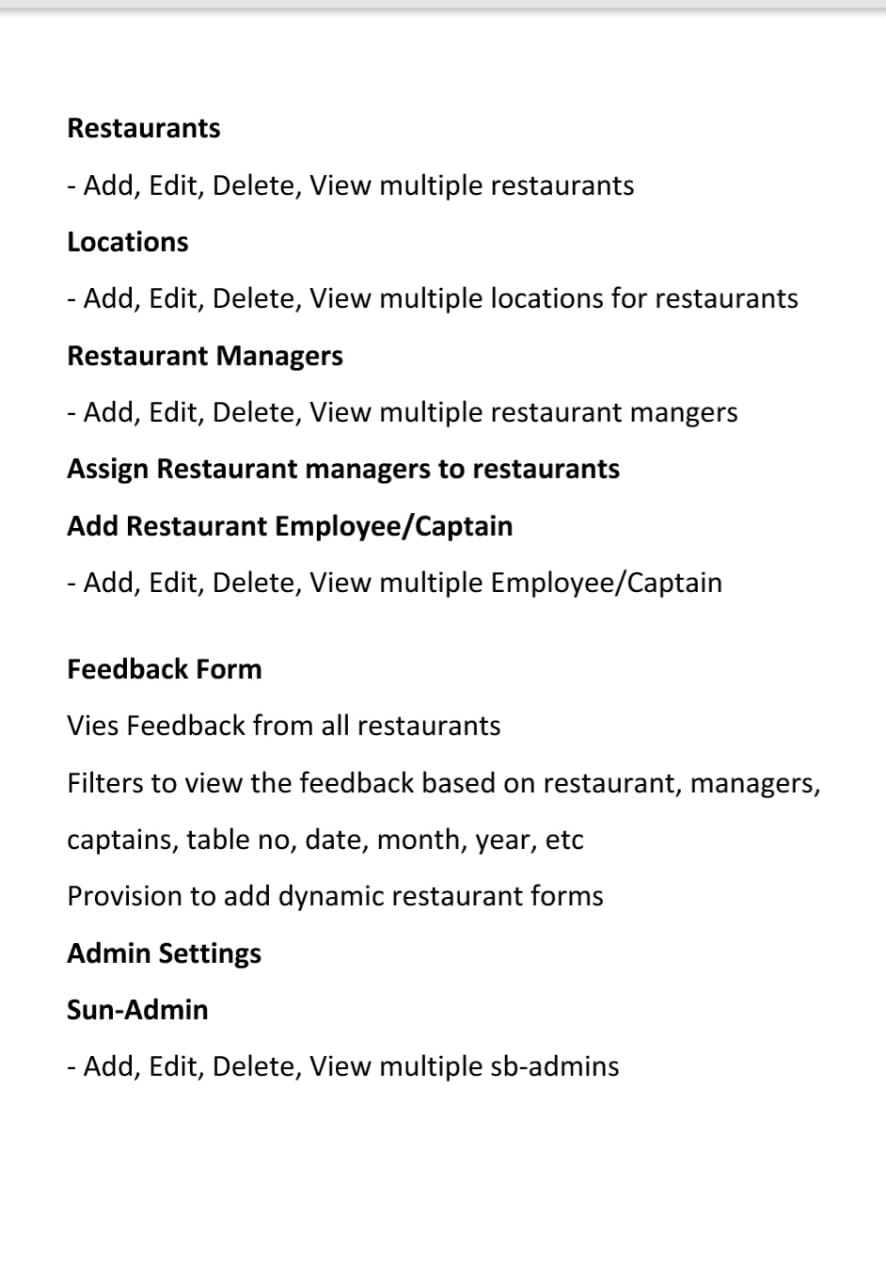 Restaurants
- Add, Edit, Delete, View multiple restaurants
Locations
- Add, Edit, Delete, View multiple locations for restaurants
Restaurant Managers
- Add, Edit, Delete, View multiple restaurant mangers
Assign Restaurant managers to restaurants
Add Restaurant Employee/Captain
- Add, Edit, Delete, View multiple Employee/Captain
Feedback Form
Vies Feedback from all restaurants
Filters to view the feedback based on restaurant, managers,
captains, table no, date, month, year, etc
Provision to add dynamic restaurant forms
Admin Settings
Sun-Admin
- Add, Edit, Delete, View multiple sb-admins